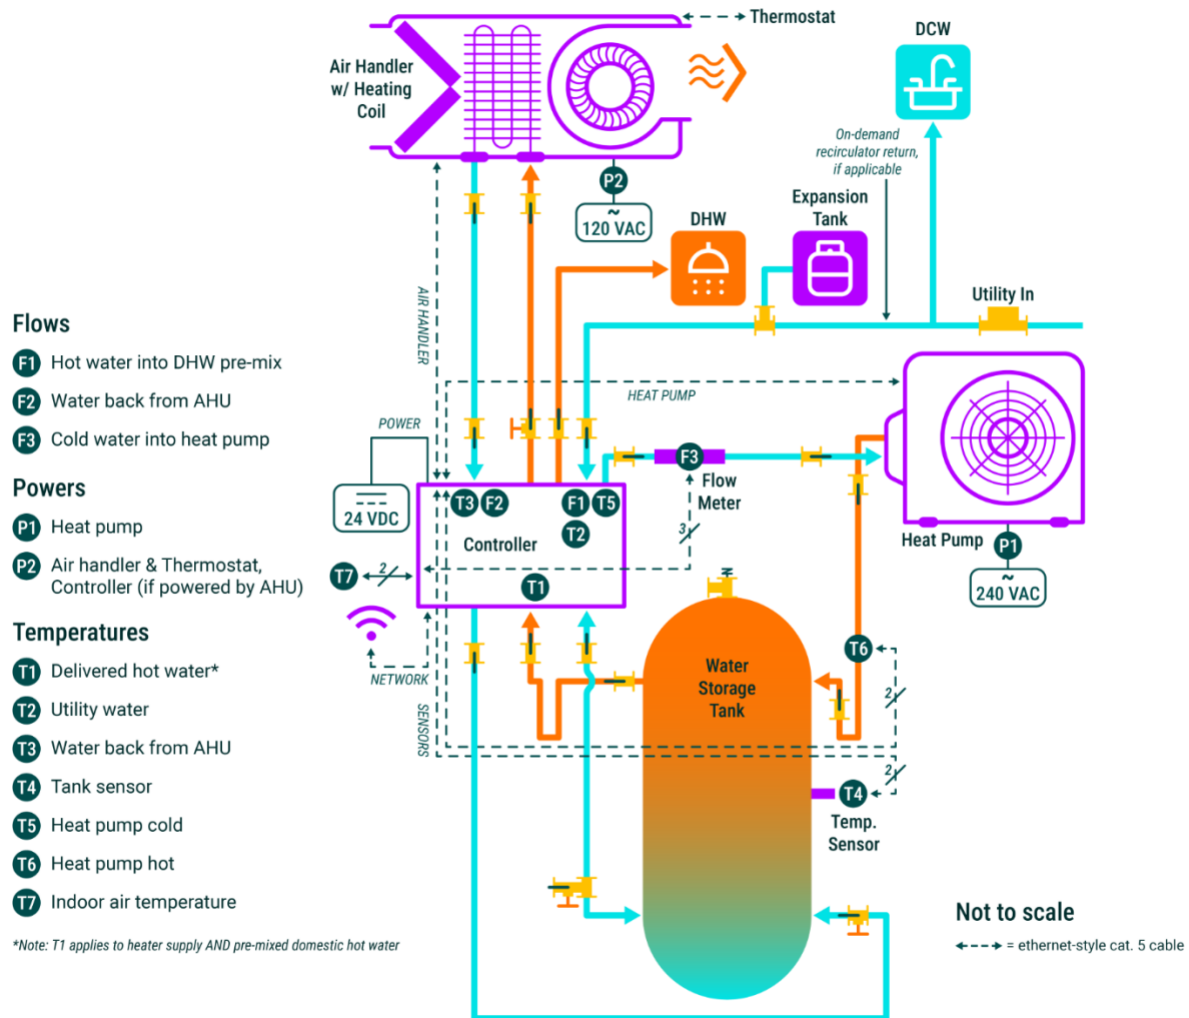 Thermostat
DCW
Air Handler
w/ Heating
Coil
On-demand
recirculator return,
if applicable
P2
~
120 VAC
DHW
Expansion
Tank
Utility In
AIR HANDLER
HEAT PUMP
POWER
24 VDC
T3
F2
F1
T5
T2
Controller
T1
F3
Flow
Meter
3
Heat Pump
P1
~
240 VAC
T7
2
NETWORK
SENSORS
Water
Storage
Tank
T6
2
2
T4
Temp.
Sensor
Flows
F1 Hot water into DHW pre-mix
F2 Water back from AHU
F3 Cold water into heat pump
Powers
P1 Heat pump
P2 Air handler & Thermostat,
Controller (if powered by AHU)
Temperatures
T1 Delivered hot water*
T2 Utility water
T3 Water back from AHU
T4 Tank sensor
T5 Heat pump cold
T6 Heat pump hot
T7 Indoor air temperature
*Note: T1 applies to heater supply AND pre-mixed domestic hot water
Not to scale
= ethernet-style cat. 5 cable